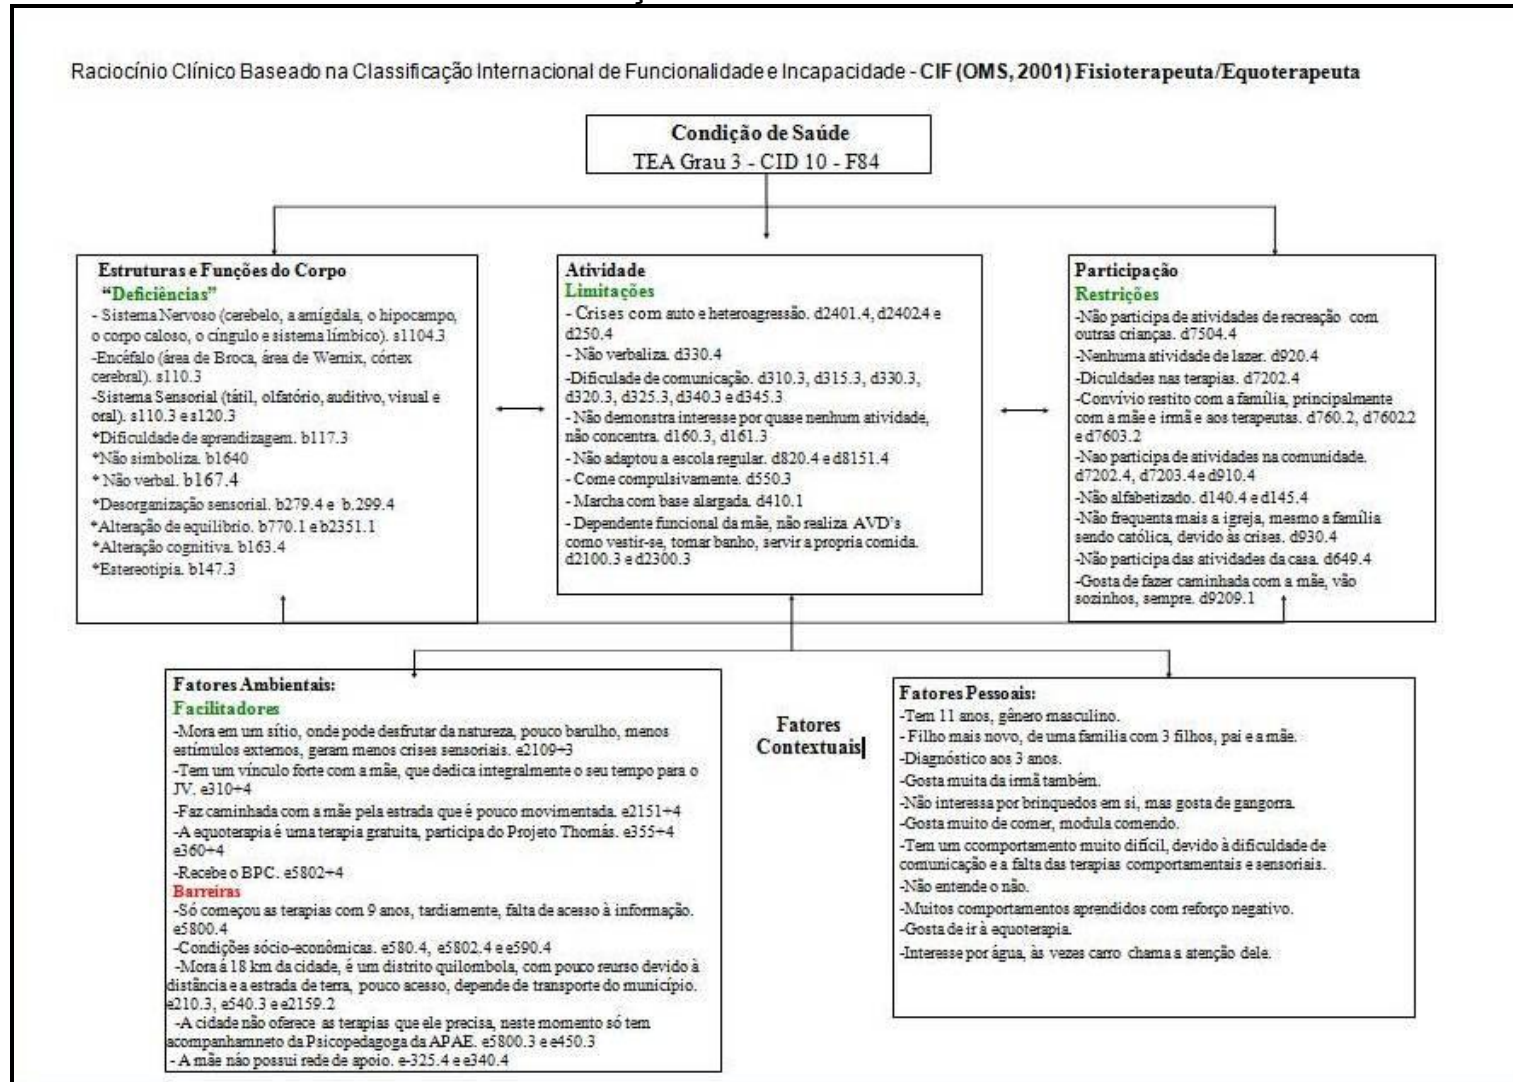 Raciocínio Clínico Baseado na Classificação Internacional de Funcionalidade e Incapacidade - CIF (OMS, 2001) Fisioterapeuta/Equoterapeuta
Condição de Saúde
TEA Grau 3 - CID 10 - F84
Estruturas e Funções do Corpo
“Deficiências”
- Sistema Nervoso (cerebelo, a amígdala, o hipocampo,
o corpo caloso, o cíngulo e sistema límbico). s1104.3
-Encéfalo (área de Broca, área de Wernix, córtex
cerebral). s110.3
-Sistema Sensorial (tátil, olfatório, auditivo, visual e
oral). s110.3 e s120.3
*Dificuldade de aprendizagem. b117.3
*Não simboliza. b1640
* Não verbal. b167.4
*Desorganização sensorial. b279.4 e b.299.4
*Alteração de equilibrio. b770.1 e b2351.1
*Alteração cognitiva. b163.4
*Estereotipia. b147.3
Atividade
Limitações
- Crises com auto e heteroagressão. d2401.4, d2402.4 e
d250.4
- Não verbaliza. d330.4
-Dificulade de comunicação. d310.3, d315.3, d330.3,
d320.3, d325.3, d340.3 e d345.3
- Não demonstra interesse por quase nenhum atividade,
não concentra. d160.3, d161.3
- Não adaptou a escola regular. d820.4 e d8151.4
- Come compulsivamente. d550.3
- Marcha com base alargada. d410.1
- Dependente funcional da mãe, não realiza AVD's
como vestir-se, tomar banho, servir a propria comida.
d2100.3 e d2300.3
Participação
Restrições
-Não participa de atividades de recreação com
outras crianças. d7504.4
-Nenhuma atividade de lazer. d920.4
-Diculdades nas terapias. d7202.4
-Convívio restito com a família, principalmente
com a mãe e irmã e aos terapeutas. d760.2, d7602.2
e d7603.2
-Nao participa de atividades na comunidade.
d7202.4, d7203.4 e d910.4
-Não alfabetizado. d140.4 e d145.4
-Não frequenta mais a igreja, mesmo a família
sendo católica, devido às crises. d930.4
-Não participa das atividades da casa. d649.4
-Gosta de fazer caminhada com a mãe, vão
sozinhos, sempre. d9209.1
Fatores Ambientais:
Facilitadores
-Mora em um sítio, onde pode desfrutar da natureza, pouco barulho, menos
estímulos externos, geram menos crises sensoriais. e2109+3
-Tem um vínculo forte com a mãe, que dedica integralmente o seu tempo para o
JV. e310+4
-Faz caminhada com a mãe pela estrada que é pouco movimentada. e2151+4
-A equoterapia é uma terapia gratuita, participa do Projeto Thomás. e355+4
e360+4
-Recebe o BPC. e5802+4
Barreiras
-Só começou as terapias com 9 anos, tardiamente, falta de acesso à informação.
e5800.4
-Condições sócio-econômicas. e580.4, e5802.4 e e590.4
-Mora á 18 km da cidade, é um distrito quilombola, com pouco reurso devido à
distância e a estrada de terra, pouco acesso, depende de transporte do município.
e210.3, e540.3 e e2159.2
-A cidade não oferece as terapias que ele precisa, neste momento só tem
acompanhamneto da Psicopedagoga da APAE. e5800.3 e e450.3
- A mãe náo possui rede de apoio. e-325.4 e e340.4
Fatores
Contextuais
Fatores Pessoais:
-Tem 11 anos, gênero masculino.
- Filho mais novo, de uma familia com 3 filhos, pai e a mãe.
-Diagnóstico aos 3 anos.
-Gosta muita da irmã também.
-Não interessa por brinquedos em si, mas gosta de gangorra.
-Gosta muito de comer, modula comendo.
-Tem um ccomportamento muito difícil, devido à dificuldade de
comunicação e a falta das terapias comportamentais e sensoriais.
-Não entende o não.
-Muitos comportamentos aprendidos com reforço negativo.
-Gosta de ir à equoterapia.
-Interesse por água, às vezes carro chama a atenção dele.